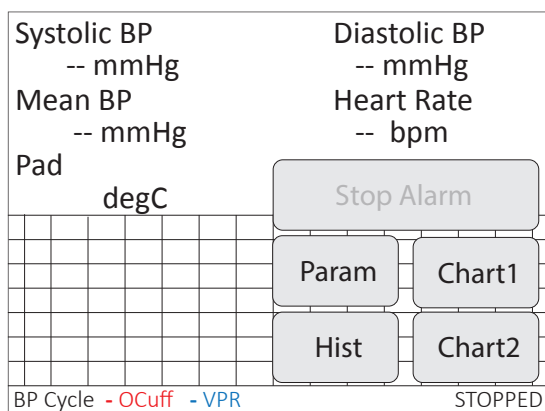 Systolic BP Diastolic BP
-- mmHg -- mmHg
Mean BP Heart Rate
-- mmHg -- bpm
Pad
degC
Stop Alarm
Param Chart1
Hist Chart2
BP Cycle - OCuff - VPR STOPPED